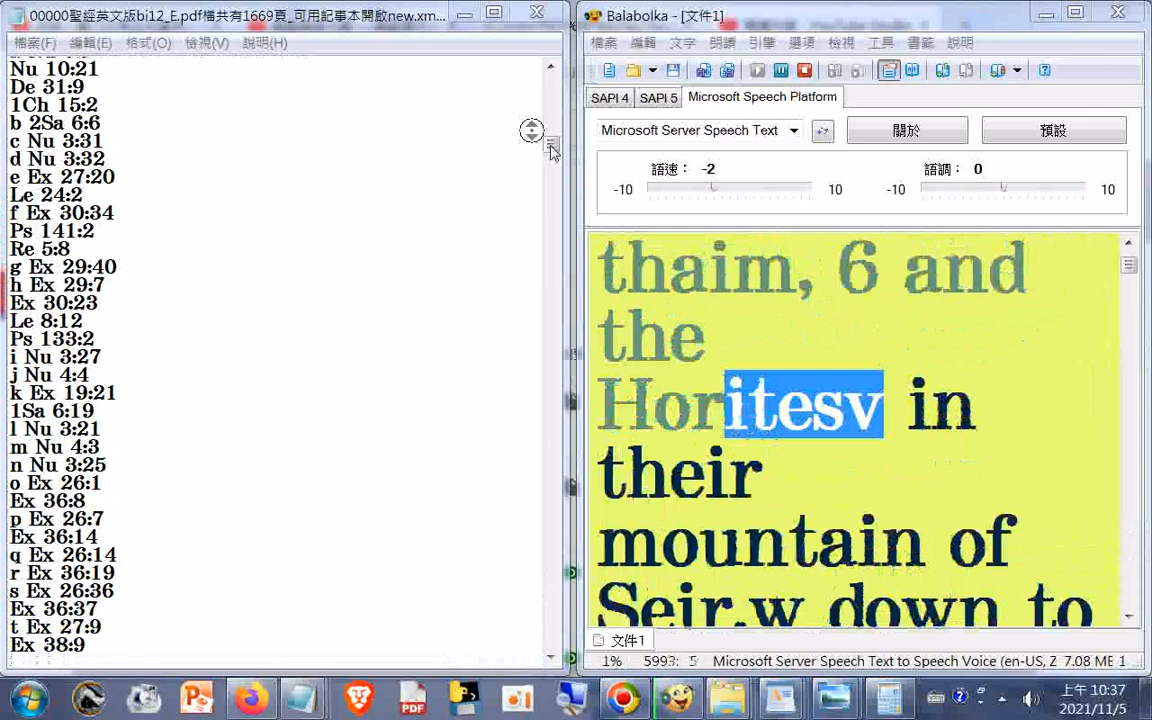 00000聖經英文版bi12_E.pdf檔共有1669頁_可用記事本開啟new.xm...
檔案(F) 編輯(E) 格式(O) 檢視(V) 說明(H)
Nu 10:21
De 31:9
1Ch 15:2
b 2Sa 6:6
c Nu 3:31
d Nu 3:32
e Ex 27:20
Le 24:2
f Ex 30:34
Ps 141:2
Re 5:8
g Ex 29:40
h Ex 29:7
Ex 30:23
Le 8:12
Ps 133:2
i Nu 3:27
j Nu 4:4
k Ex 19:21
1Sa 6:19
l Nu 3:21
m Nu 4:3
n Nu 3:25
o Ex 26:1
Ex 36:8
p Ex 26:7
Ex 36:14
q Ex 26:14
r Ex 36:19
s Ex 26:36
Ex 36:37
t Ex 27:9
Ex 38:9
Balabolka - [文件1]
檔案 編輯 文字 朗讀 引擎 選項 檢視 工具 書籤 說明
SAPI 4 SAPI 5 Microsoft Speech Platform
Microsoft Server Speech Text 關於 預設
語速： -2 語調： 0
-10 10 -10 10
thaim, 6 and
the
Horitesv in
their
mountain of
Seir,w down to
文件1
1% 5993: 5 Microsoft Server Speech Text to Speech Voice (en-US, Z 7.08 ME 1
PDF
上午 10:37
2021/11/5